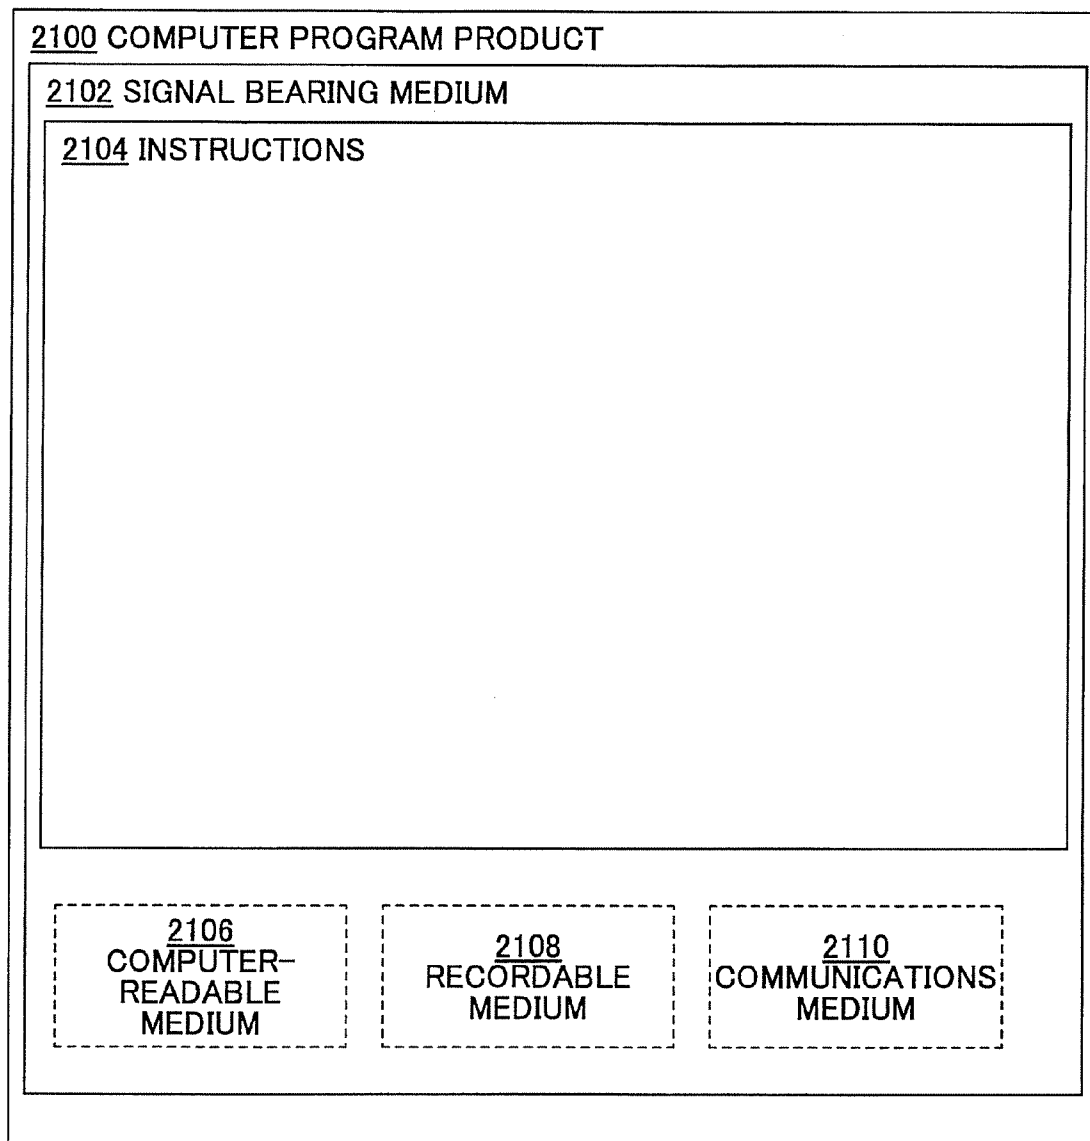 2100 COMPUTER PROGRAM PRODUCT
2102 SIGNAL BEARING MEDIUM
2104 INSTRUCTIONS
2106
COMPUTER-
READABLE
MEDIUM
2108
RECORDABLE
MEDIUM
2110
COMMUNICATIONS
MEDIUM